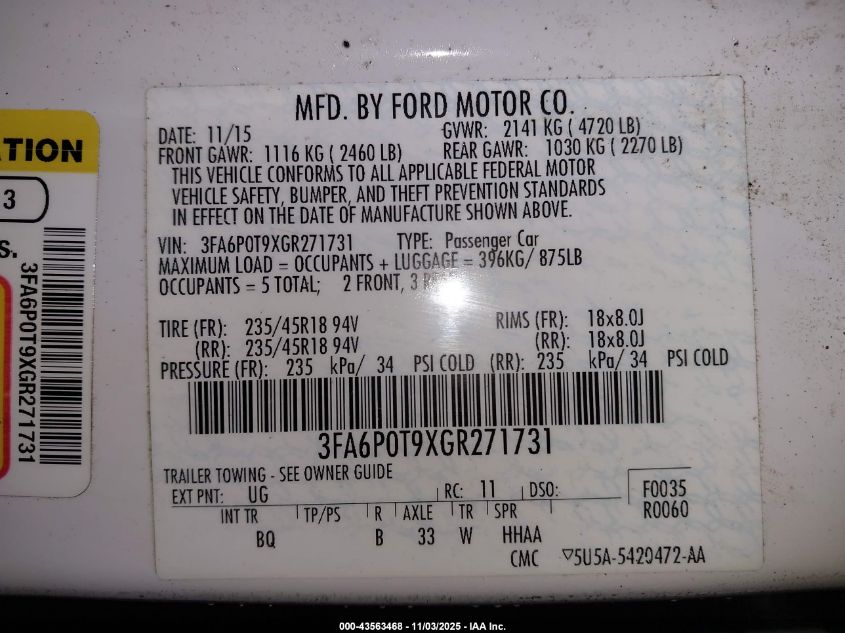 ATION
3
S.
3FA6P0T9XGR271731
MFD. BY FORD MOTOR CO.
DATE: 11/15 GVWR: 2141 KG ( 4720 LB)
FRONT GAWR: 1116 KG ( 2460 LB) REAR GAWR: 1030 KG ( 2270 LB)
THIS VEHICLE CONFORMS TO ALL APPLICABLE FEDERAL MOTOR
VEHICLE SAFETY, BUMPER, AND THEFT PREVENTION STANDARDS
IN EFFECT ON THE DATE OF MANUFACTURE SHOWN ABOVE.
VIN: 3FA6P0T9XGR271731 TYPE: Passenger Car
MAXIMUM LOAD = OCCUPANTS + LUGGAGE = 396KG/ 875LB
OCCUPANTS = 5 TOTAL; 2 FRONT, 3
TIRE (FR): 235/45R18 94V RIMS (FR): 18x8.0J
(RR): 235/45R18 94V (RR): 18x8.0J
PRESSURE (FR): 235 kPa/ 34 PSI COLD (RR): 235 kPa/ 34 PSI COLD
3FA6P0T9XGR271731
TRAILER TOWING - SEE OWNER GUIDE
EXT PNT: UG RC: 11 DSO: F0035
R0060
INT TR TP/PS R AXLE TR SPR
BQ B 33 W HHAA
CMC ▽5U5A-5420472-AA
000-43563468 - 11/03/2025 - IAA Inc.